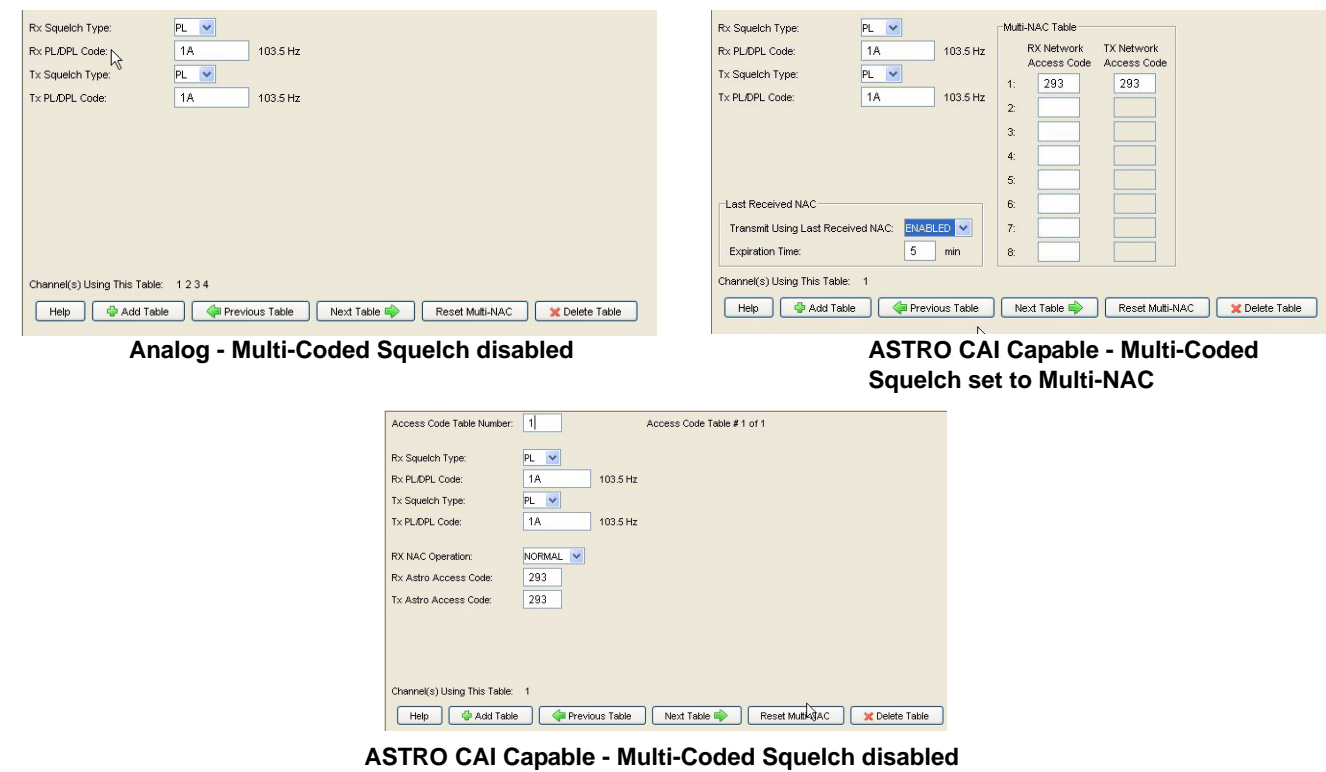 Rx Squelch Type: PL
Rx PL/DPL Code: 1A 103.5 Hz
Tx Squelch Type: PL
Tx PL/DPL Code: 1A 103.5 Hz
Channel(s) Using This Table: 1 2 3 4
Help Add Table Previous Table Next Table Reset Multi-NAC Delete Table
Analog - Multi-Coded Squelch disabled
Rx Squelch Type: PL
Rx PL/DPL Code: 1A 103.5 Hz
Tx Squelch Type: PL
Tx PL/DPL Code: 1A 103.5 Hz
Multi-NAC Table
RX Network TX Network
Access Code Access Code
1: 293 293
2:
3:
4:
5:
6:
7:
8:
Last Received NAC
Transmit Using Last Received NAC: ENABLED
Expiration Time: 5 min
Channel(s) Using This Table: 1
Help Add Table Previous Table Next Table Reset Multi-NAC Delete Table
ASTRO CAI Capable - Multi-Coded
Squelch set to Multi-NAC
Access Code Table Number: 1 Access Code Table # 1 of 1
Rx Squelch Type: PL
Rx PL/DPL Code: 1A 103.5 Hz
Tx Squelch Type: PL
Tx PL/DPL Code: 1A 103.5 Hz
RX NAC Operation: NORMAL
Rx Astro Access Code: 293
Tx Astro Access Code: 293
Channel(s) Using This Table: 1
Help Add Table Previous Table Next Table Reset Multi-NAC Delete Table
ASTRO CAI Capable - Multi-Coded Squelch disabled